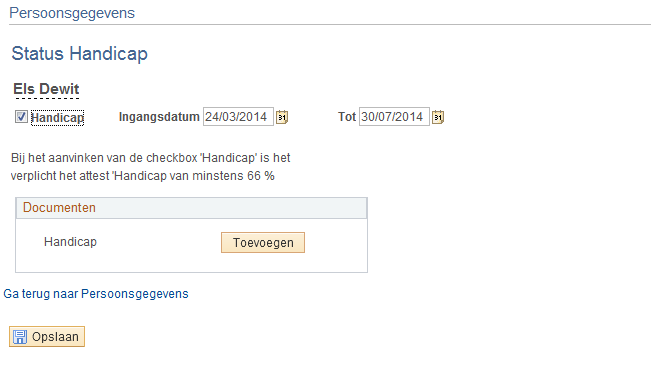 Persoonsgegevens
Status Handicap
Els Dewit
Handicap Ingangsdatum 24/03/2014 31 Tot 30/07/2014 31
Bij het aanvinken van de checkbox 'Handicap' is het
verplicht het attest 'Handicap van minstens 66 %
Documenten
Handicap Toevoegen
Ga terug naar Persoonsgegevens
Opslaan